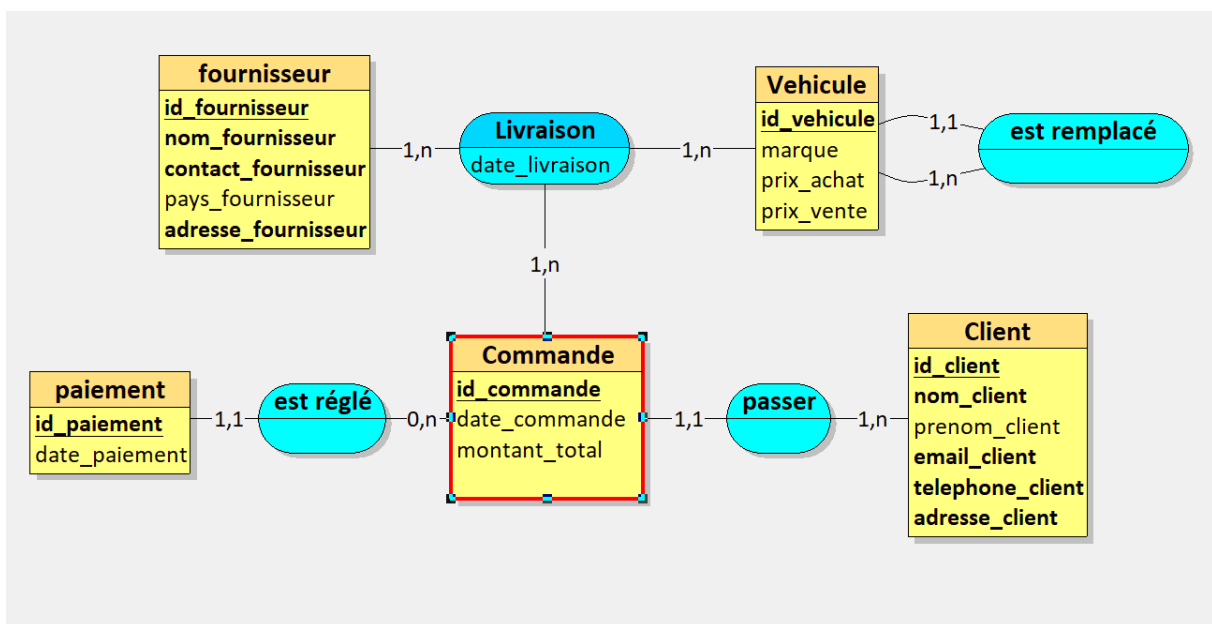 fournisseur
id_fournisseur
nom_fournisseur
contact_fournisseur
pays_fournisseur
adresse_fournisseur
1,n
Livraison
date_livraison
1,n
Vehicule
id_vehicule
marque
prix_achat
prix_vente
1,1
1,n
est remplacé
1,n
paiement
id_paiement
date_paiement
1,1
est réglé
0,n
Commande
id_commande
date_commande
montant_total
1,1
passer
1,n
Client
id_client
nom_client
prenom_client
email_client
telephone_client
adresse_client